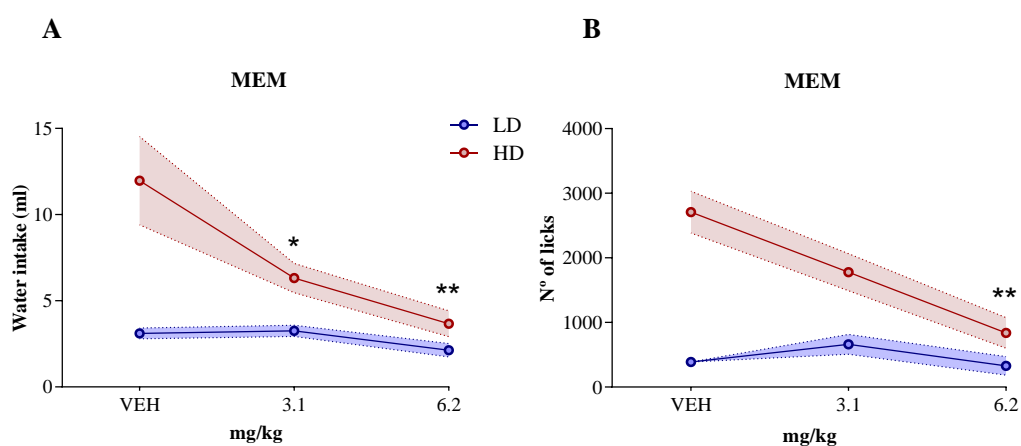 A
B
MEM
MEM
LD
HD
Water intake (ml)
15
10
5
0
*
**
VEH 3.1 6.2
mg/kg
Nº of licks
4000
3000
2000
1000
0
**
VEH 3.1 6.2
mg/kg